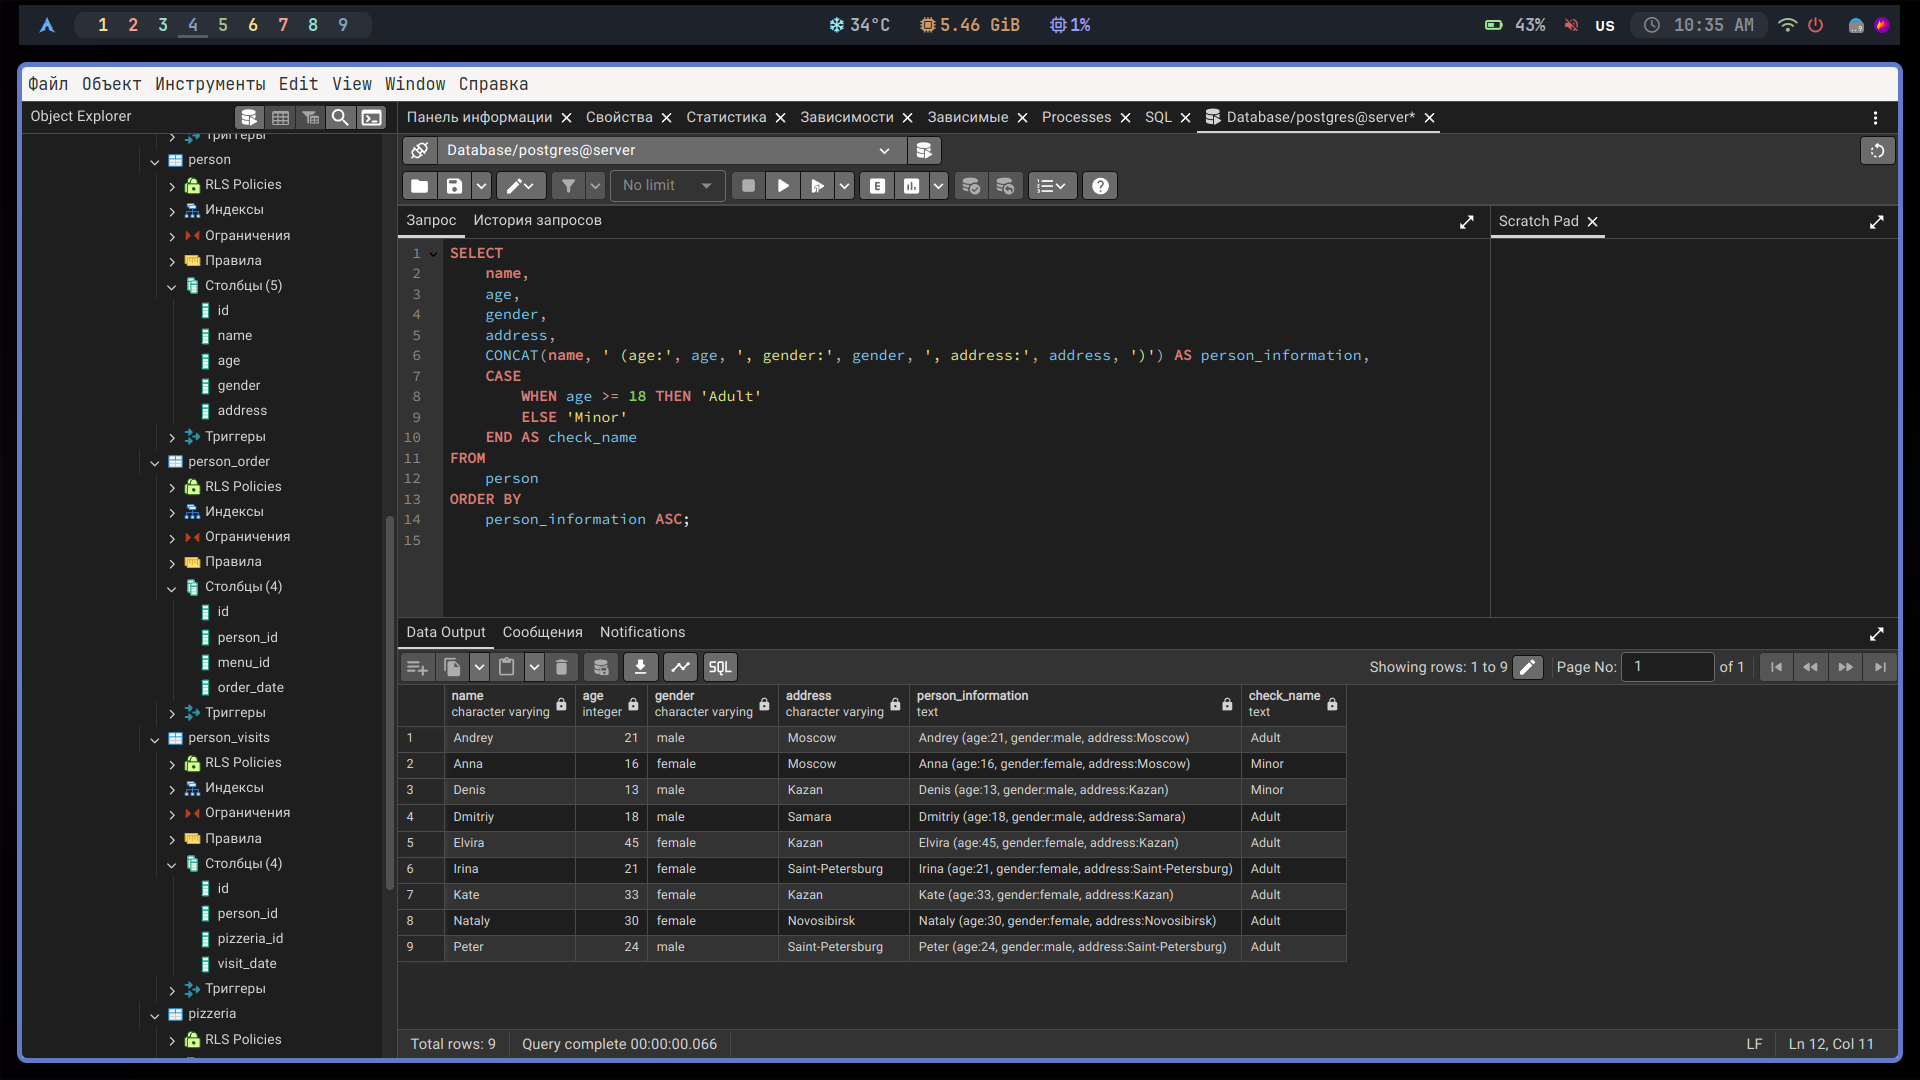 1 2 3 4 5 6 7 8 9
34°C 5.46 GiB 1%
43% US 10:35 AM
Файл Объект Инструменты Edit View Window Справка
Object Explorer
Триггеры
person
RLS Policies
Индексы
Ограничения
Правила
Столбцы (5)
id
name
age
gender
address
Триггеры
person_order
RLS Policies
Индексы
Ограничения
Правила
Столбцы (4)
id
person_id
menu_id
order_date
Триггеры
person_visits
RLS Policies
Индексы
Ограничения
Правила
Столбцы (4)
id
person_id
pizzeria_id
visit_date
Триггеры
pizzeria
RLS Policies
Панель информации Свойства Статистика Зависимости Зависимые Processes SQL Database/postgres@server*
Database/postgres@server
No limit E
Запрос История запросов
1 SELECT
2 name,
3 age,
4 gender,
5 address,
6 CONCAT(name, ' (age:', age, ', gender:', gender, ', address:', address, ')') AS person_information,
7 CASE
8 WHEN age >= 18 THEN 'Adult'
9 ELSE 'Minor'
10 END AS check_name
11 FROM
12 person
13 ORDER BY
14 person_information ASC;
15
Scratch Pad
Data Output Сообщения Notifications
SQL Showing rows: 1 to 9 Page No: 1 of 1
name age gender address person_information check_name
character varying integer character varying character varying text text
1 Andrey 21 male Moscow Andrey (age:21, gender:male, address:Moscow) Adult
2 Anna 16 female Moscow Anna (age:16, gender:female, address:Moscow) Minor
3 Denis 13 male Kazan Denis (age:13, gender:male, address:Kazan) Minor
4 Dmitriy 18 male Samara Dmitriy (age:18, gender:male, address:Samara) Adult
5 Elvira 45 female Kazan Elvira (age:45, gender:female, address:Kazan) Adult
6 Irina 21 female Saint-Petersburg Irina (age:21, gender:female, address:Saint-Petersburg) Adult
7 Kate 33 female Kazan Kate (age:33, gender:female, address:Kazan) Adult
8 Nataly 30 female Novosibirsk Nataly (age:30, gender:female, address:Novosibirsk) Adult
9 Peter 24 male Saint-Petersburg Peter (age:24, gender:male, address:Saint-Petersburg) Adult
Total rows: 9 Query complete 00:00:00.066 LF Ln 12, Col 11